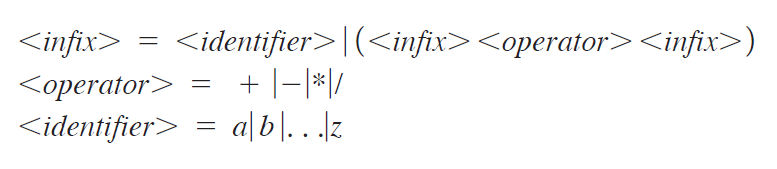 <infix> = <identifier>|(<infix><operator><infix>)
<operator> = + |−|*|/
<identifier> = a|b|. . .|z